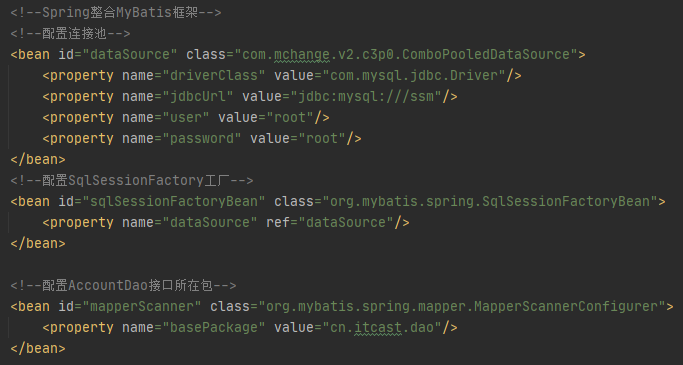 <!--Spring整合MyBatis框架-->
<!--配置连接池-->
<bean id="dataSource" class="com.mchange.v2.c3p0.ComboPooledDataSource">
    <property name="driverClass" value="com.mysql.jdbc.Driver"/>
    <property name="jdbcUrl" value="jdbc:mysql:///ssm"/>
    <property name="user" value="root"/>
    <property name="password" value="root"/>
</bean>
<!--配置SqlSessionFactory工厂-->
<bean id="sqlSessionFactoryBean" class="org.mybatis.spring.SqlSessionFactoryBean">
    <property name="dataSource" ref="dataSource"/>
</bean>
<!--配置AccountDao接口所在包-->
<bean id="mapperScanner" class="org.mybatis.spring.mapper.MapperScannerConfigurer">
    <property name="basePackage" value="cn.itcast.dao"/>
</bean>